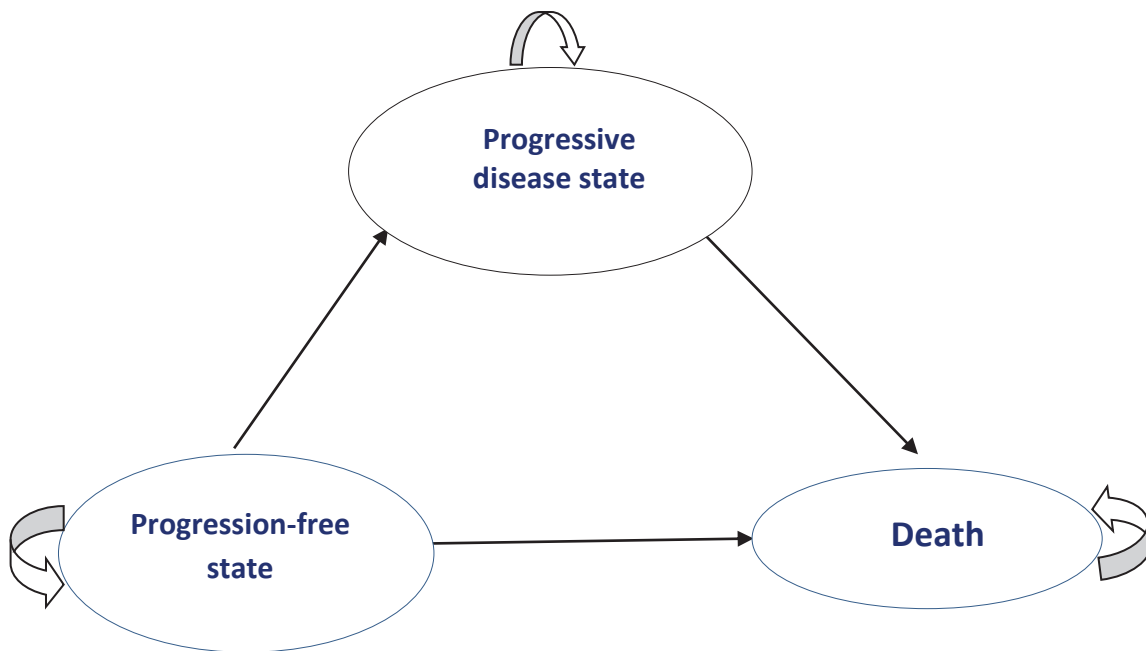 Progressive
disease state
Progression-free
state
Death